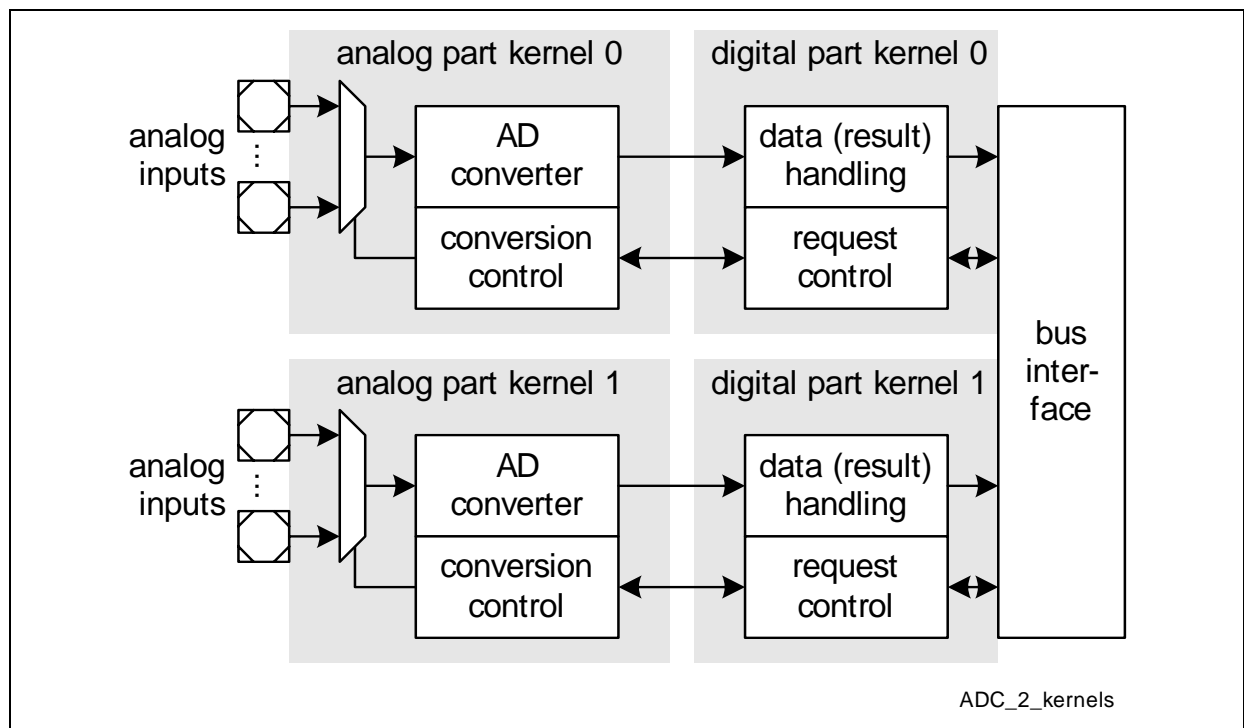 analog part kernel 0
digital part kernel 0
analog
inputs
AD
converter
conversion
control
data (result)
handling
request
control
bus
inter-
face
analog part kernel 1
digital part kernel 1
analog
inputs
AD
converter
conversion
control
data (result)
handling
request
control
ADC_2_kernels